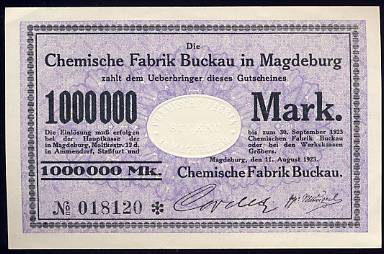 Die
Chemische Fabrik Buckau in Magdeburg
zahlt dem Ueberbringer dieses Gutscheines
1000000 Mark.
Die Einlösung muß erfolgen
bei der Hauptkasse der
in Magdeburg, Moltkestr. 12 d.
in Ammendorf, Staßfurt und
bis zum 30. September 1923
Chemischen Fabrik Buckau
oder bei den Werkskassen
Gröbers.
Magdeburg, den 11. August 1923.
1000000 Mk.
Chemische Fabrik Buckau.
№ 018120 *